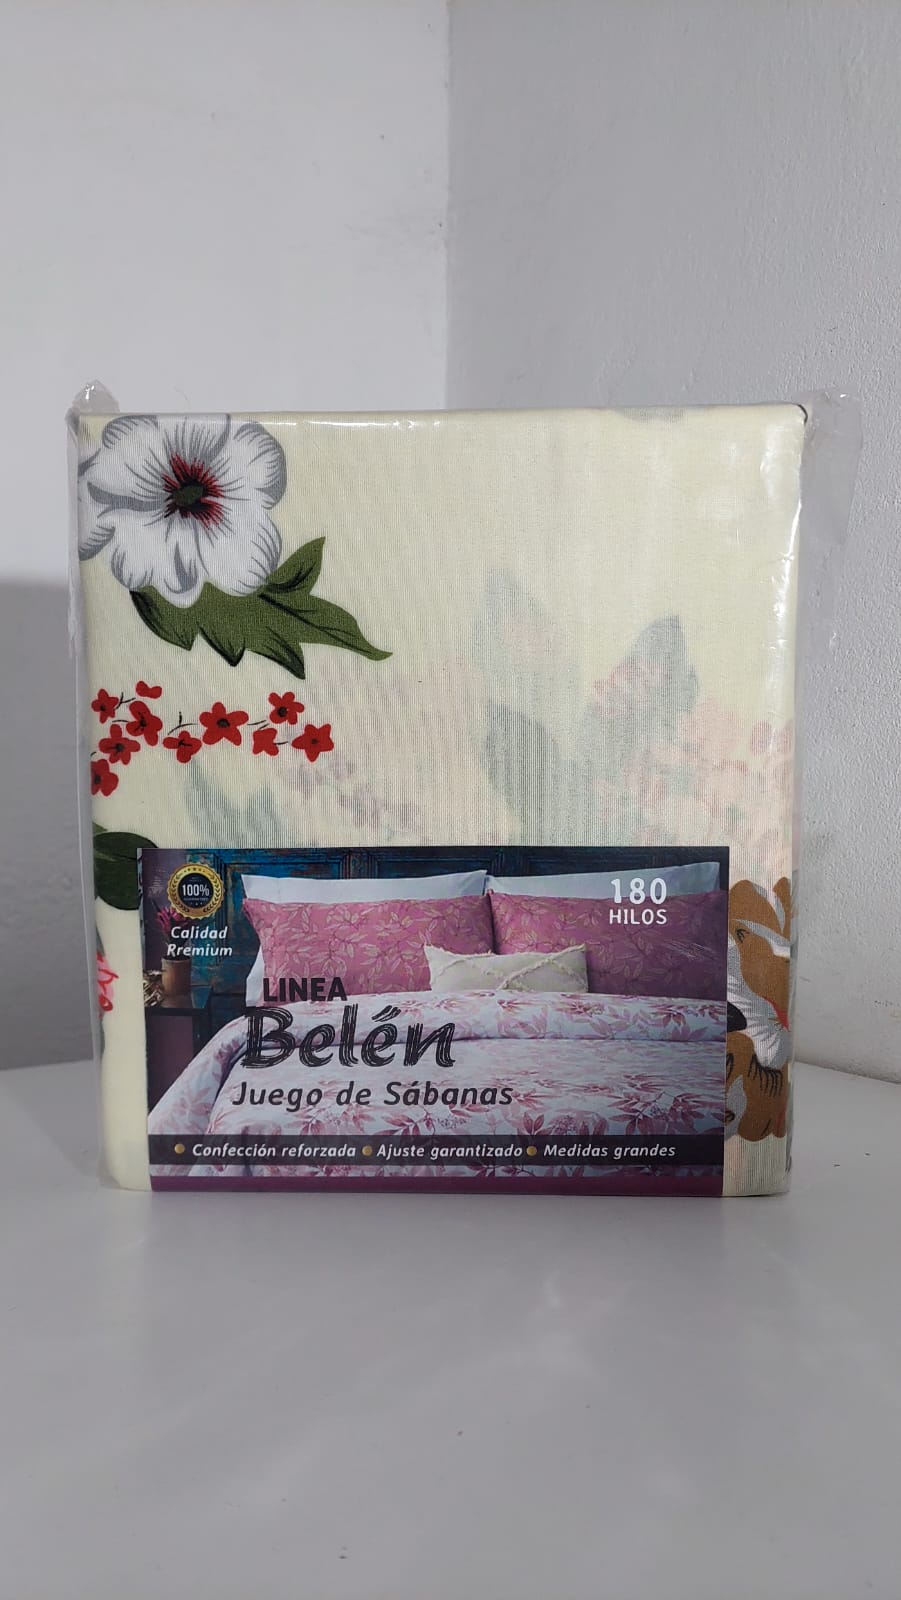 100%
Calidad
Rremium
180
HILOS
LINEA
Belén
Juego de Sábanas
Confección reforzada Ajuste garantizado Medidas grandes